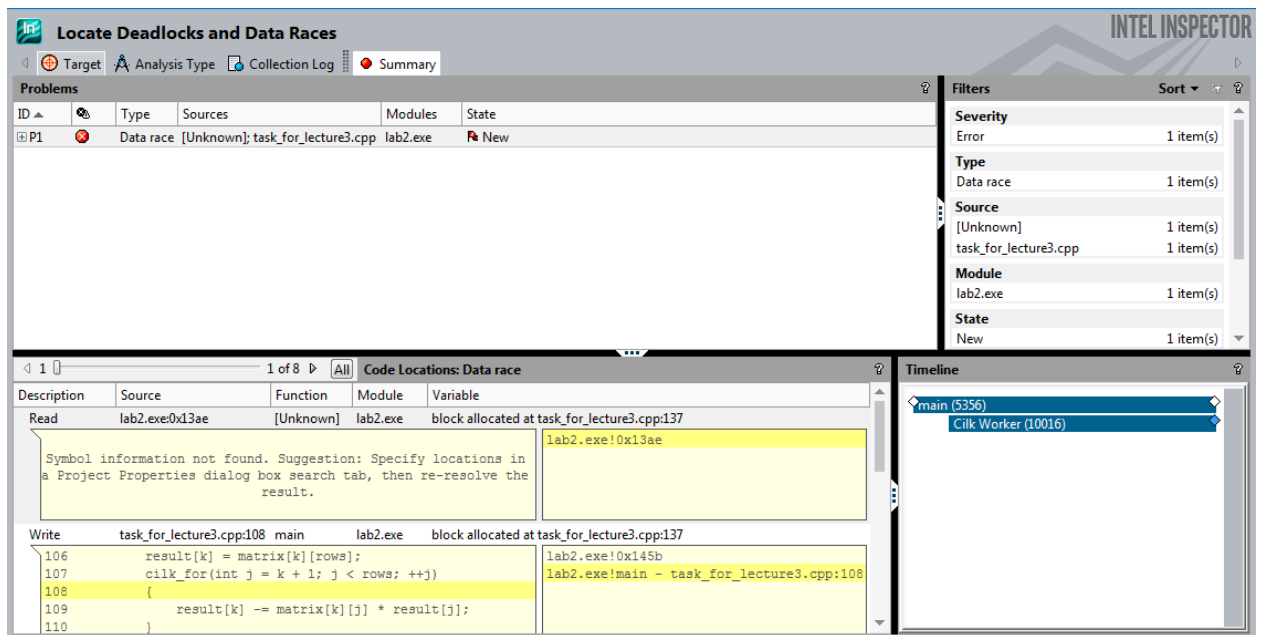 Locate Deadlocks and Data Races
INTEL INSPECTOR
Target Analysis Type Collection Log Summary
Problems ?
ID Type Sources Modules State
P1 Data race [Unknown]; task_for_lecture3.cpp lab2.exe New
Filters Sort ?
Severity
Error 1 item(s)
Type
Data race 1 item(s)
Source
[Unknown] 1 item(s)
task_for_lecture3.cpp 1 item(s)
Module
lab2.exe 1 item(s)
State
New 1 item(s)
1 1 of 8 All Code Locations: Data race ?
Description Source Function Module Variable
Read lab2.exe:0x13ae [Unknown] lab2.exe block allocated at task_for_lecture3.cpp:137
Symbol information not found. Suggestion: Specify locations in
a Project Properties dialog box search tab, then re-resolve the
result.
lab2.exe!0x13ae
Write task_for_lecture3.cpp:108 main lab2.exe block allocated at task_for_lecture3.cpp:137
106 result[k] = matrix[k][rows];
107 cilk_for(int j = k + 1; j < rows; ++j)
108 {
109 result[k] -= matrix[k][j] * result[j];
110 }
lab2.exe!0x145b
lab2.exe!main - task_for_lecture3.cpp:108
Timeline ?
main (5356)
Cilk Worker (10016)